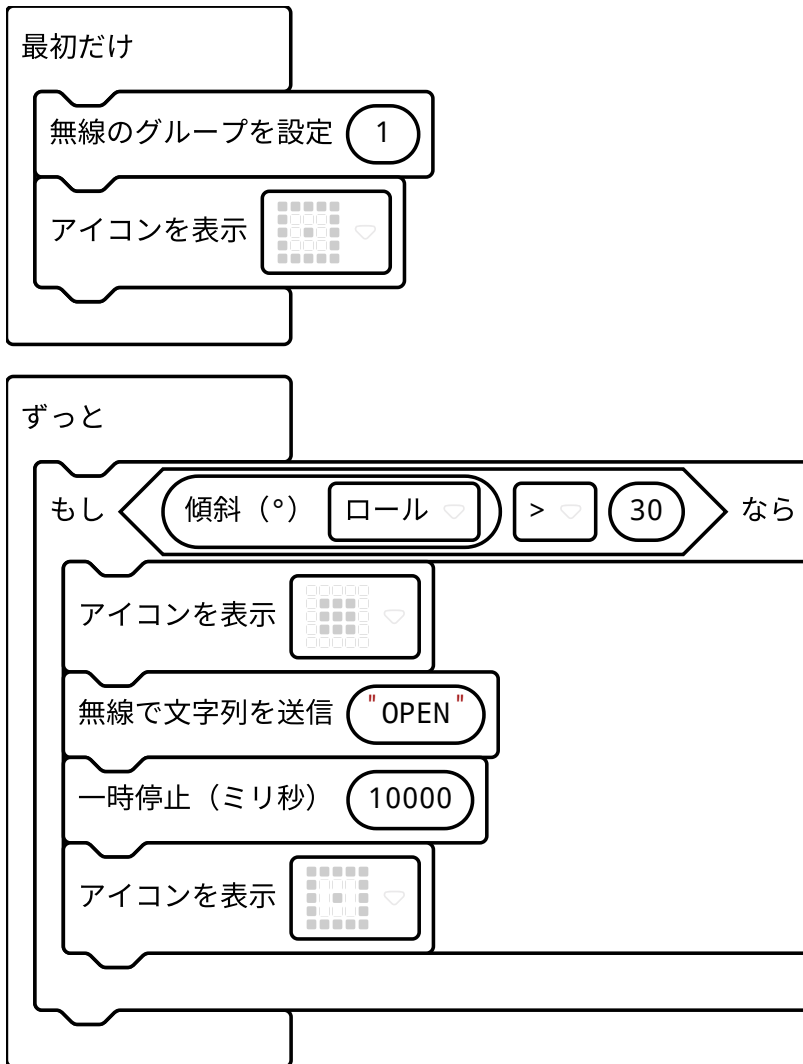 最初だけ
無線のグループを設定 1
アイコンを表示
ずっと
もし 傾斜（°） ロール > 30 なら
アイコンを表示
無線で文字列を送信 "OPEN"
一時停止（ミリ秒） 10000
アイコンを表示